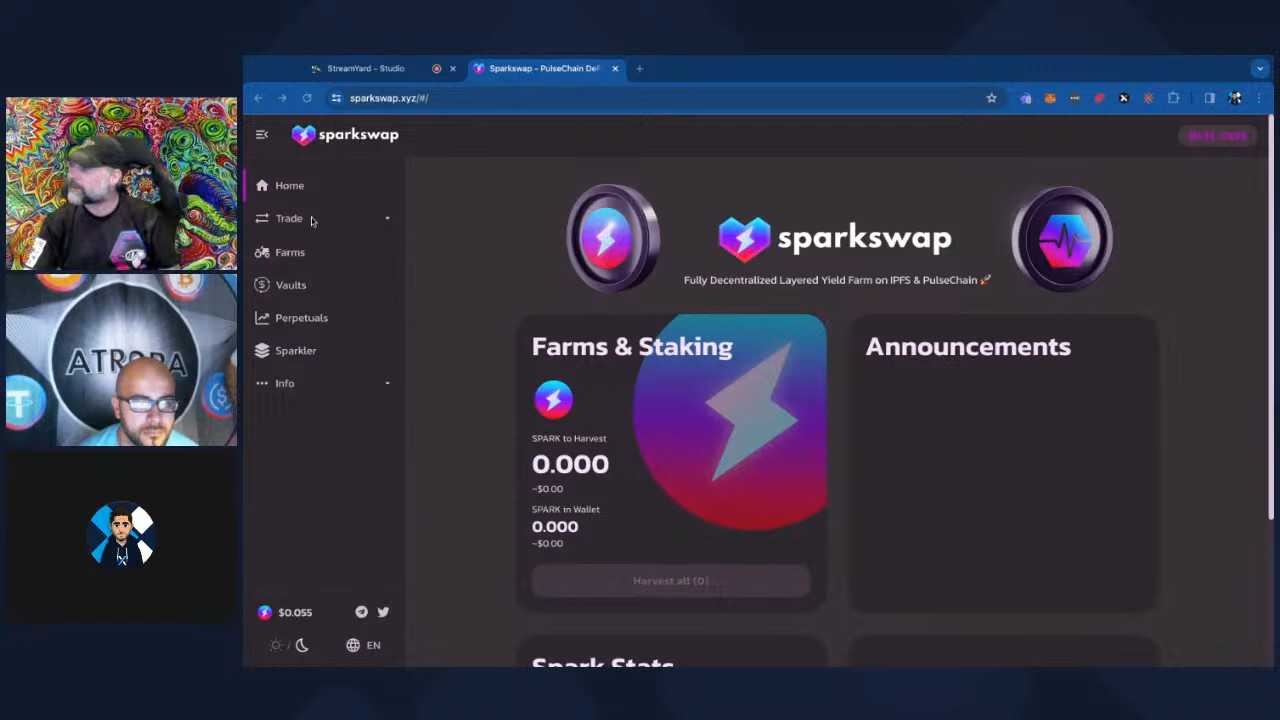 StreamYard - Studio
Sparkswap - PulseChain DeF
sparkswap.xyz/#/
sparkswap
Home
Trade
Farms
Vaults
Perpetuals
Sparkler
Info
$0.055
EN
sparkswap
Fully Decentralized Layered Yield Farm on IPFS & PulseChain 🚀
Farms & Staking
SPARK to Harvest
0.000
~$0.00
SPARK in Wallet
0.000
~$0.00
Harvest all (0)
Announcements
Spark Stats
ATROPA